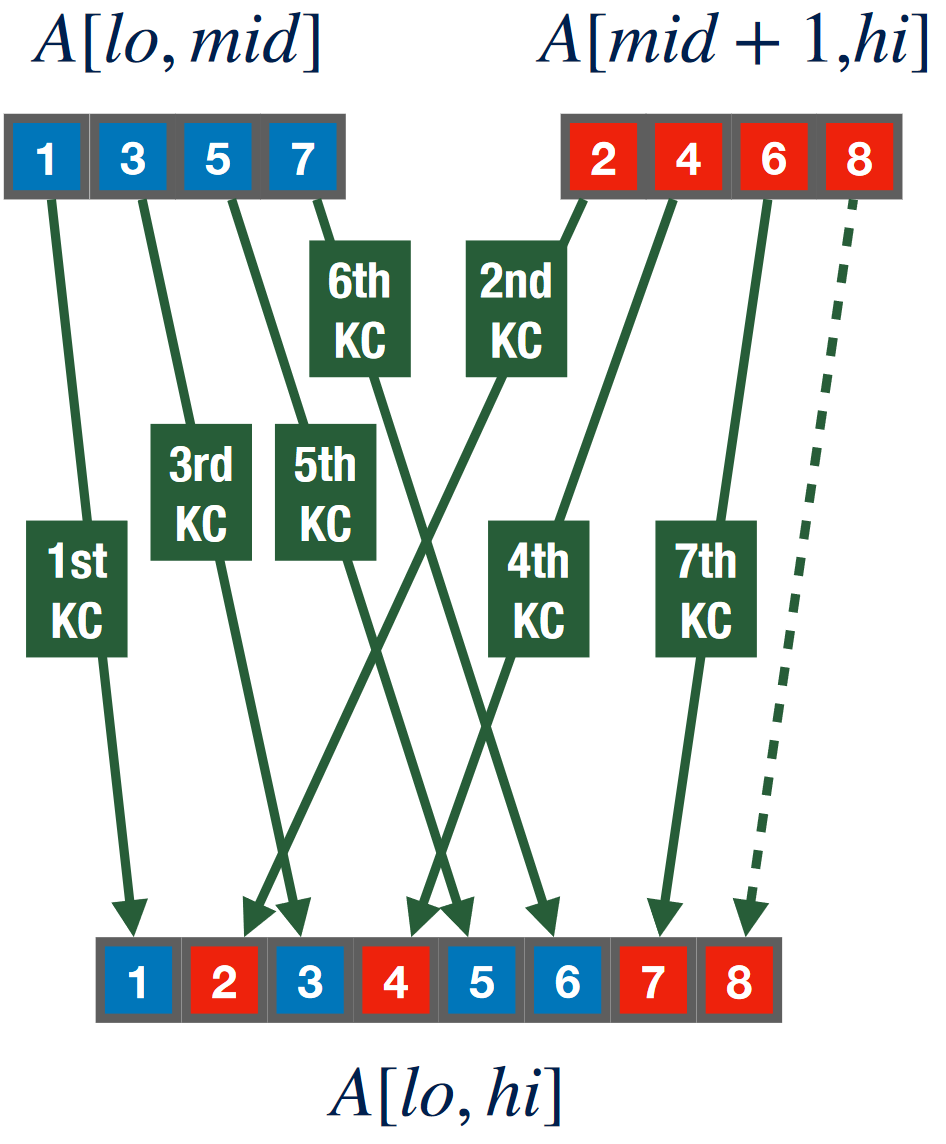 A[lo, mid]
A[mid + 1,hi]
1 3 5 7
2 4 6 8
6th
KC
2nd
KC
3rd
KC
5th
KC
1st
KC
4th
KC
7th
KC
1 2 3 4 5 6 7 8
A[lo, hi]